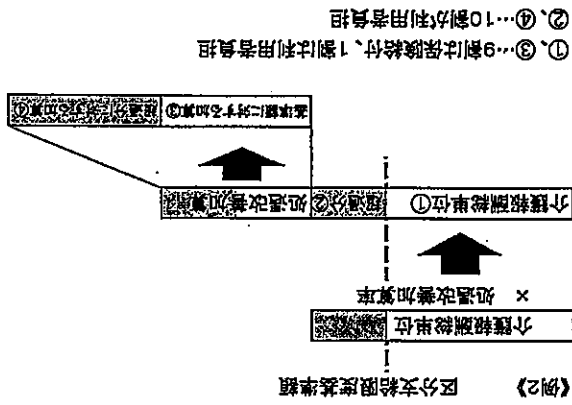 《例2》 区分支給限度基準額
介護報酬総単位 超過分
× 処遇改善加算率
介護報酬総単位① 超過分② 処遇改善加算額
基準額に対する加算③ 超過分に対する加算④
①、③…9割は保険給付、1割は利用者負担
②、④…10割が利用者負担